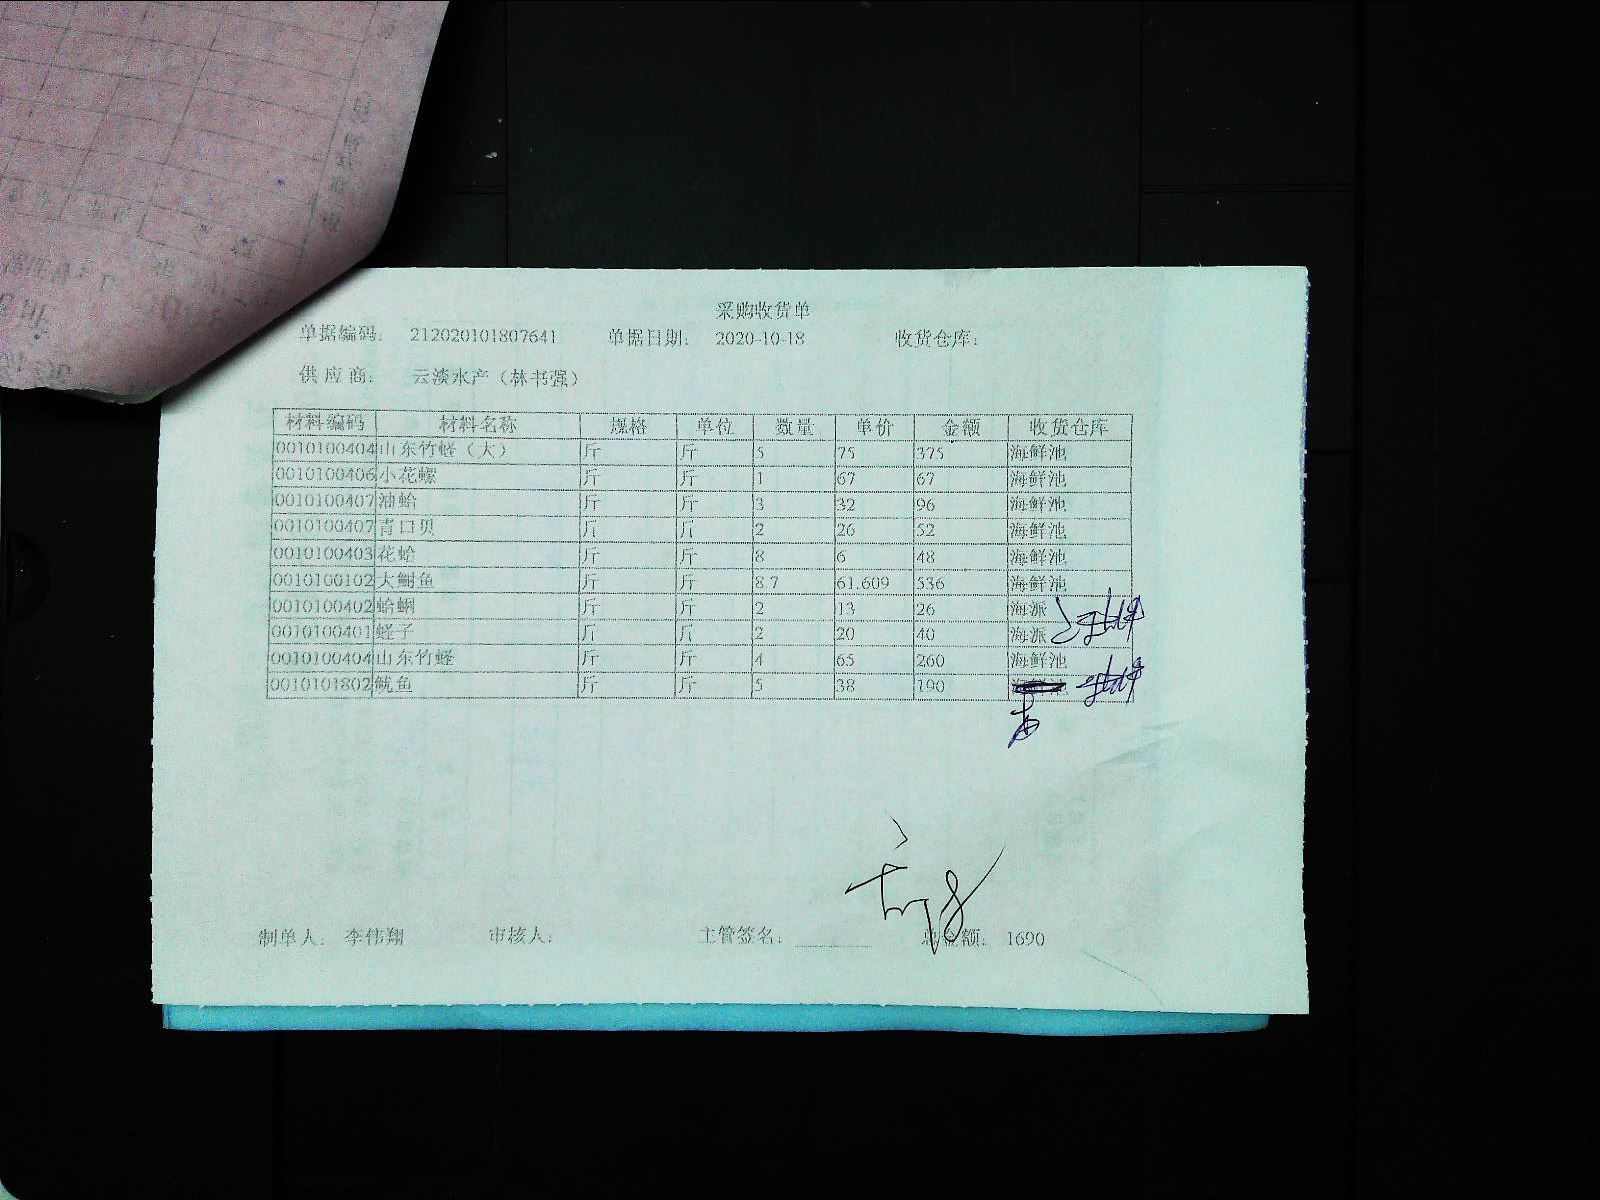 采购收货单
单据编码: 212020101807641 单据日期: 2020-10-18 收货仓库:
供应商: 云淡水产(林书强)
材料编码 材料名称 规格 单位 数量 单价 金额 收货仓库
0010100404 山东竹蛏(大) 斤 斤 5 75 375 海鲜池
0010100406 小花螺 斤 斤 1 67 67 海鲜池
0010100407 油蛤 斤 斤 3 32 96 海鲜池
0010100407 青口贝 斤 斤 2 26 52 海鲜池
0010100403 花蛤 斤 斤 8 6 48 海鲜池
0010100102 大鮰鱼 斤 斤 8.7 61.609 536 海鲜池
0010100402 蛤蜊 斤 斤 2 13 26 海派
0010100401 蛏子 斤 斤 2 20 40 海派
0010100404 山东竹蛏 斤 斤 4 65 260 海鲜池
0010101802 鱿鱼 斤 斤 5 38 190 海鲜池
制单人: 李伟翔 审核人: 主管签名: 总金额: 1690